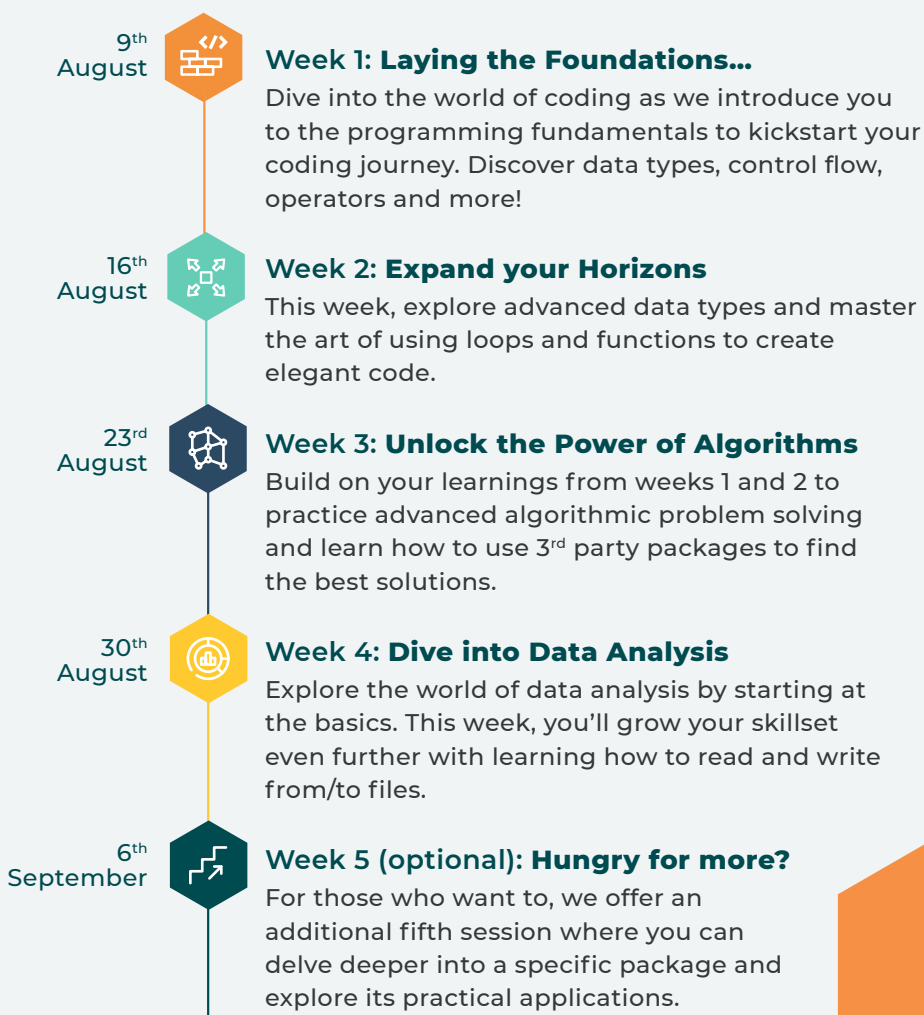 9th
August
Week 1: Laying the Foundations...
Dive into the world of coding as we introduce you
to the programming fundamentals to kickstart your
coding journey. Discover data types, control flow,
operators and more!
16th
August
Week 2: Expand your Horizons
This week, explore advanced data types and master
the art of using loops and functions to create
elegant code.
23rd
August
Week 3: Unlock the Power of Algorithms
Build on your learnings from weeks 1 and 2 to
practice advanced algorithmic problem solving
and learn how to use 3rd party packages to find
the best solutions.
30th
August
Week 4: Dive into Data Analysis
Explore the world of data analysis by starting at
the basics. This week, you'll grow your skillset
even further with learning how to read and write
from/to files.
6th
September
Week 5 (optional): Hungry for more?
For those who want to, we offer an
additional fifth session where you can
delve deeper into a specific package and
explore its practical applications.